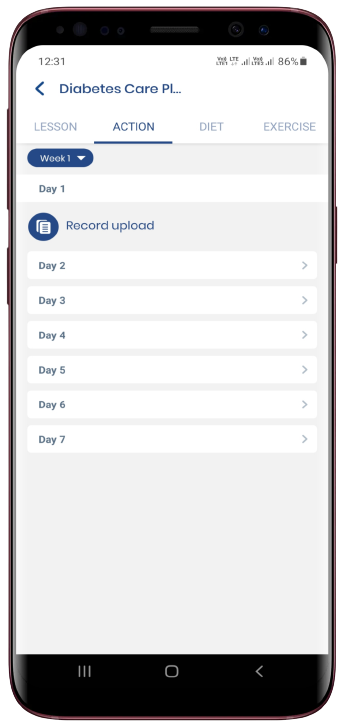 12:31
Vo) LTE Vo)
LTE1 LTE2 86%
Diabetes Care Pl...
LESSON ACTION DIET EXERCISE
Week 1
Day 1
Record upload
Day 2
Day 3
Day 4
Day 5
Day 6
Day 7